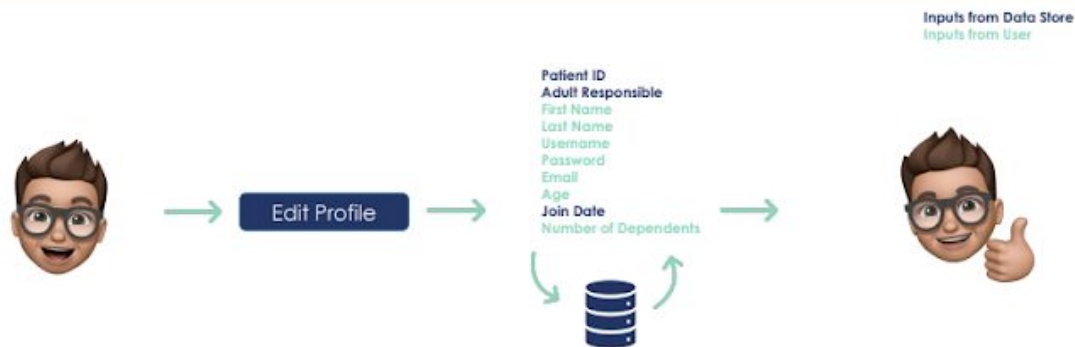 Inputs from Data Store
Inputs from User
Patient ID
Adult Responsible
First Name
Last Name
Username
Password
Email
Age
Join Date
Number of Dependents
Edit Profile